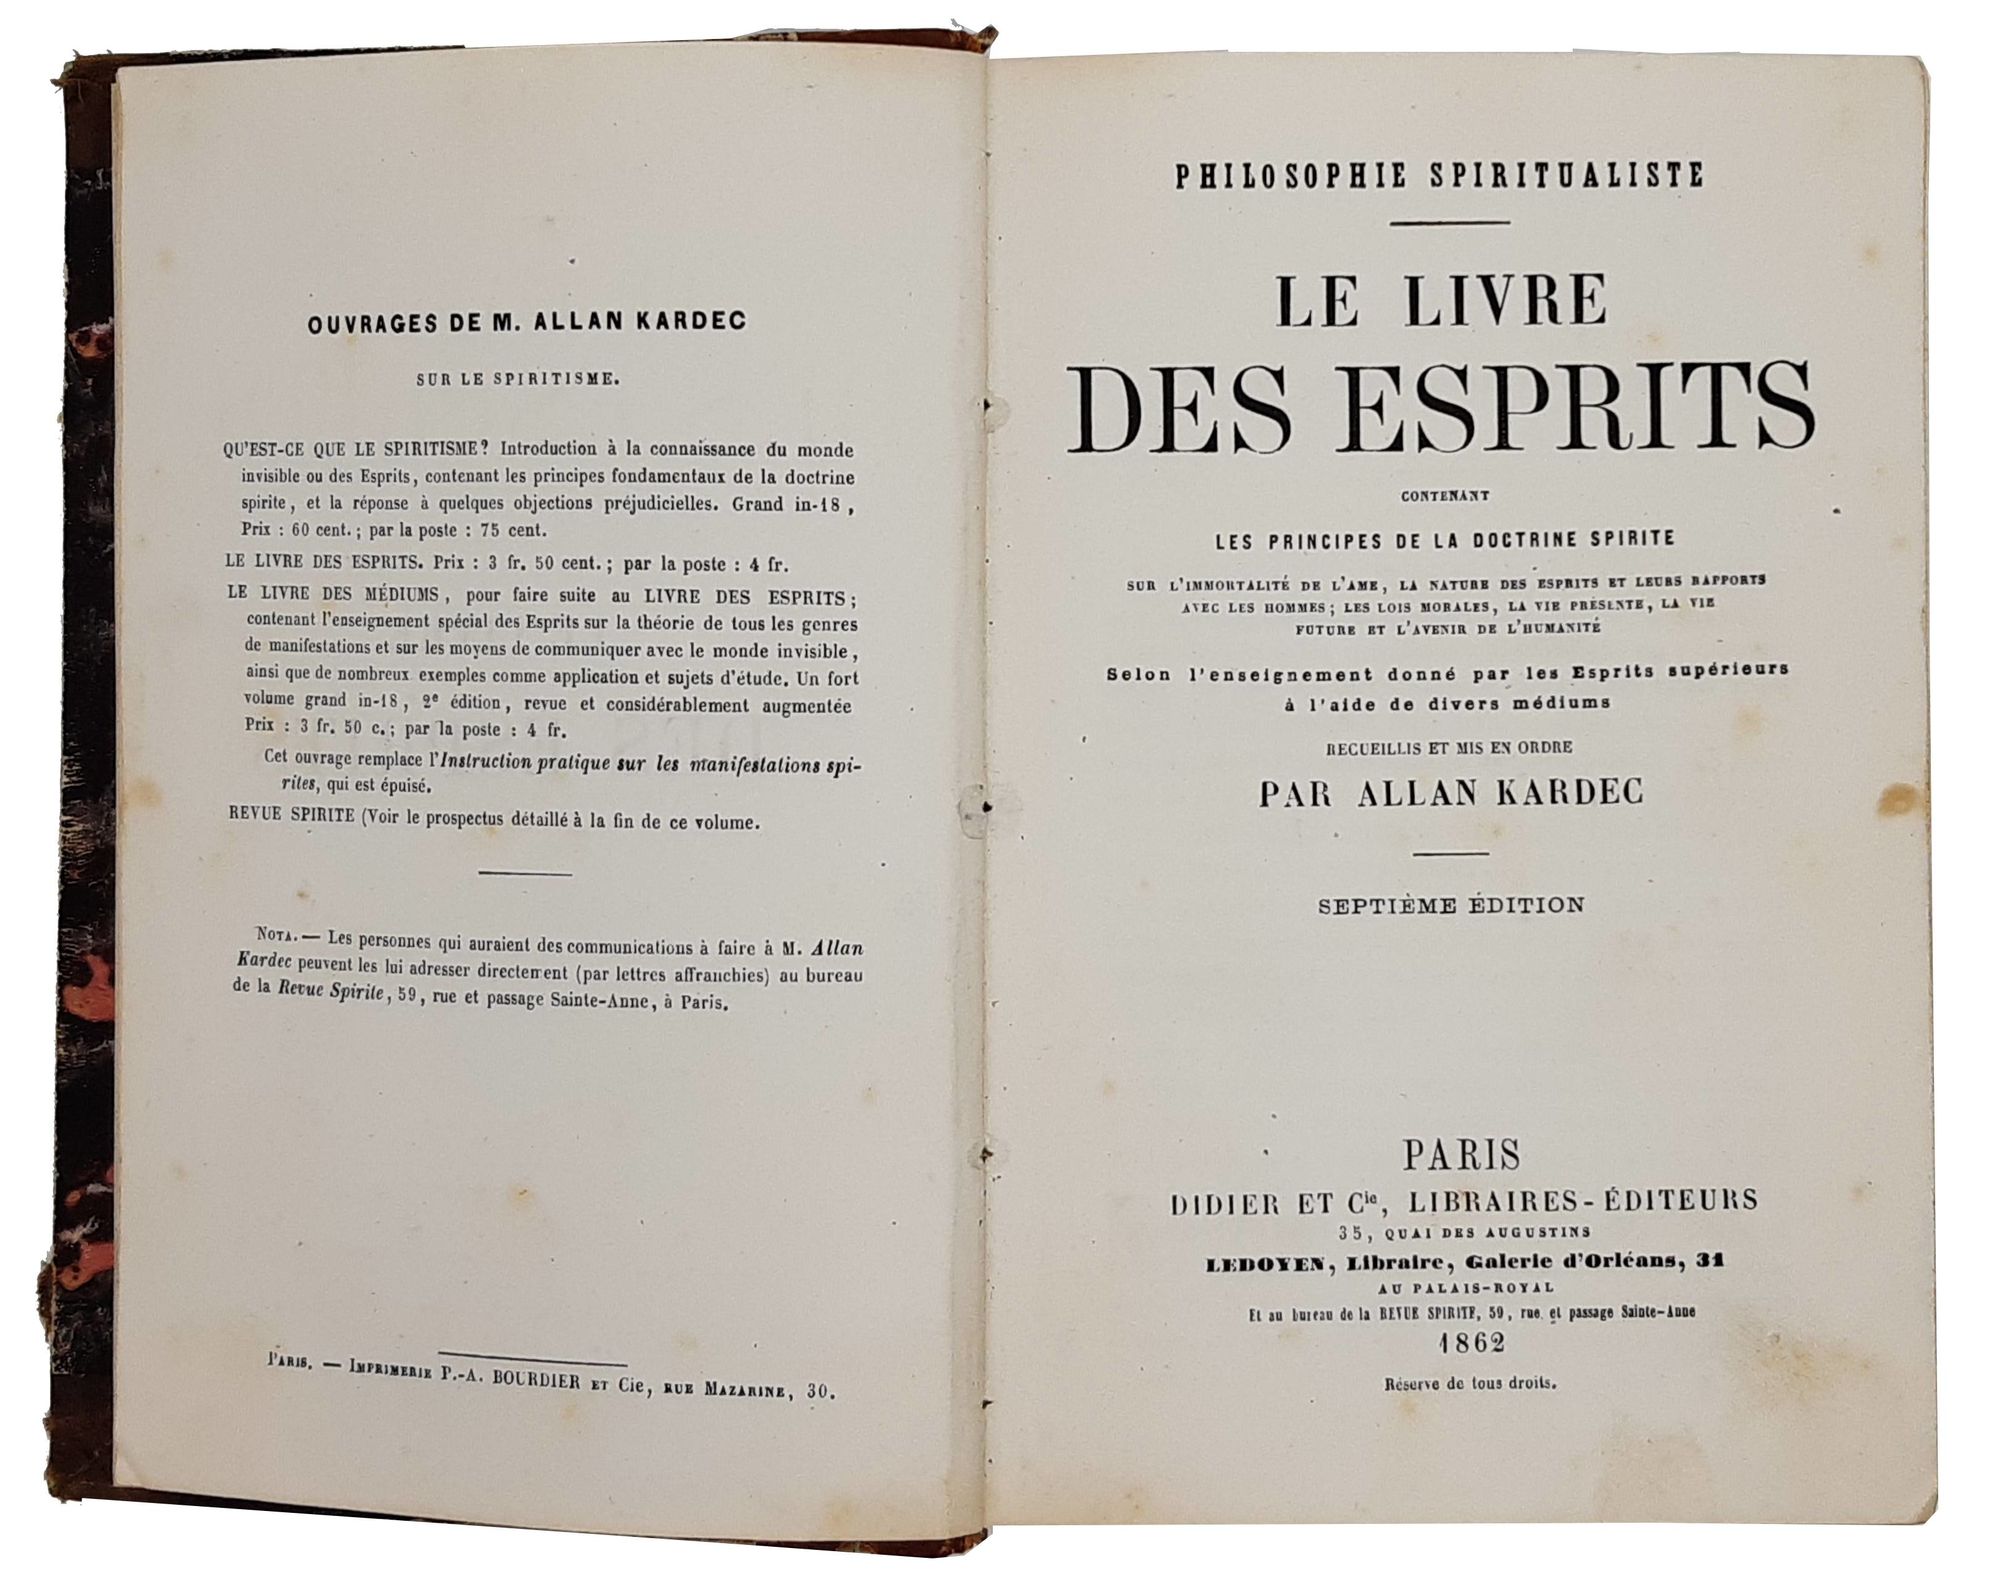 OUVRAGES DE M. ALLAN KARDEC
SUR LE SPIRITISME.
QU'EST-CE QUE LE SPIRITISME? Introduction à la connaissance du monde
invisible ou des Esprits, contenant les principes fondamentaux de la doctrine
spirite, et la réponse à quelques objections préjudicielles. Grand in-18,
Prix : 60 cent.; par la poste : 75 cent.
LE LIVRE DES ESPRITS. Prix : 3 fr. 50 cent.; par la poste : 4 fr.
LE LIVRE DES MÉDIUMS, pour faire suite au LIVRE DES ESPRITS;
contenant l'enseignement spécial des Esprits sur la théorie de tous les genres
de manifestations et sur les moyens de communiquer avec le monde invisible,
ainsi que de nombreux exemples comme application et sujets d'étude. Un fort
volume grand in-18, 2e édition, revue et considérablement augmentée
Prix : 3 fr. 50 c.; par la poste : 4 fr.
Cet ouvrage remplace l'Instruction pratique sur les manifestations spi-
rites, qui est épuisé.
REVUE SPIRITE (Voir le prospectus détaillé à la fin de ce volume.
NOTA. — Les personnes qui auraient des communications à faire à M. Allan
Kardec peuvent les lui adresser directement (par lettres affranchies) au bureau
de la Revue Spirite, 59, rue et passage Sainte-Anne, à Paris.
PARIS. — IMPRIMERIE P.-A. BOURDIER ET Cie, RUE MAZARINE, 30.
PHILOSOPHIE SPIRITUALISTE
LE LIVRE
DES ESPRITS
CONTENANT
LES PRINCIPES DE LA DOCTRINE SPIRITE
SUR L'IMMORTALITÉ DE L'AME, LA NATURE DES ESPRITS ET LEURS RAPPORTS
AVEC LES HOMMES; LES LOIS MORALES, LA VIE PRÉSENTE, LA VIE
FUTURE ET L'AVENIR DE L'HUMANITÉ
Selon l'enseignement donné par les Esprits supérieurs
à l'aide de divers médiums
RECUEILLIS ET MIS EN ORDRE
PAR ALLAN KARDEC
SEPTIÈME ÉDITION
PARIS
DIDIER ET Cie, LIBRAIRES-ÉDITEURS
35, QUAI DES AUGUSTINS
LEDOYEN, Libraire, Galerie d'Orléans, 31
AU PALAIS-ROYAL
Et au bureau de la REVUE SPIRITE, 59, rue et passage Sainte-Anne
1862
Réserve de tous droits.